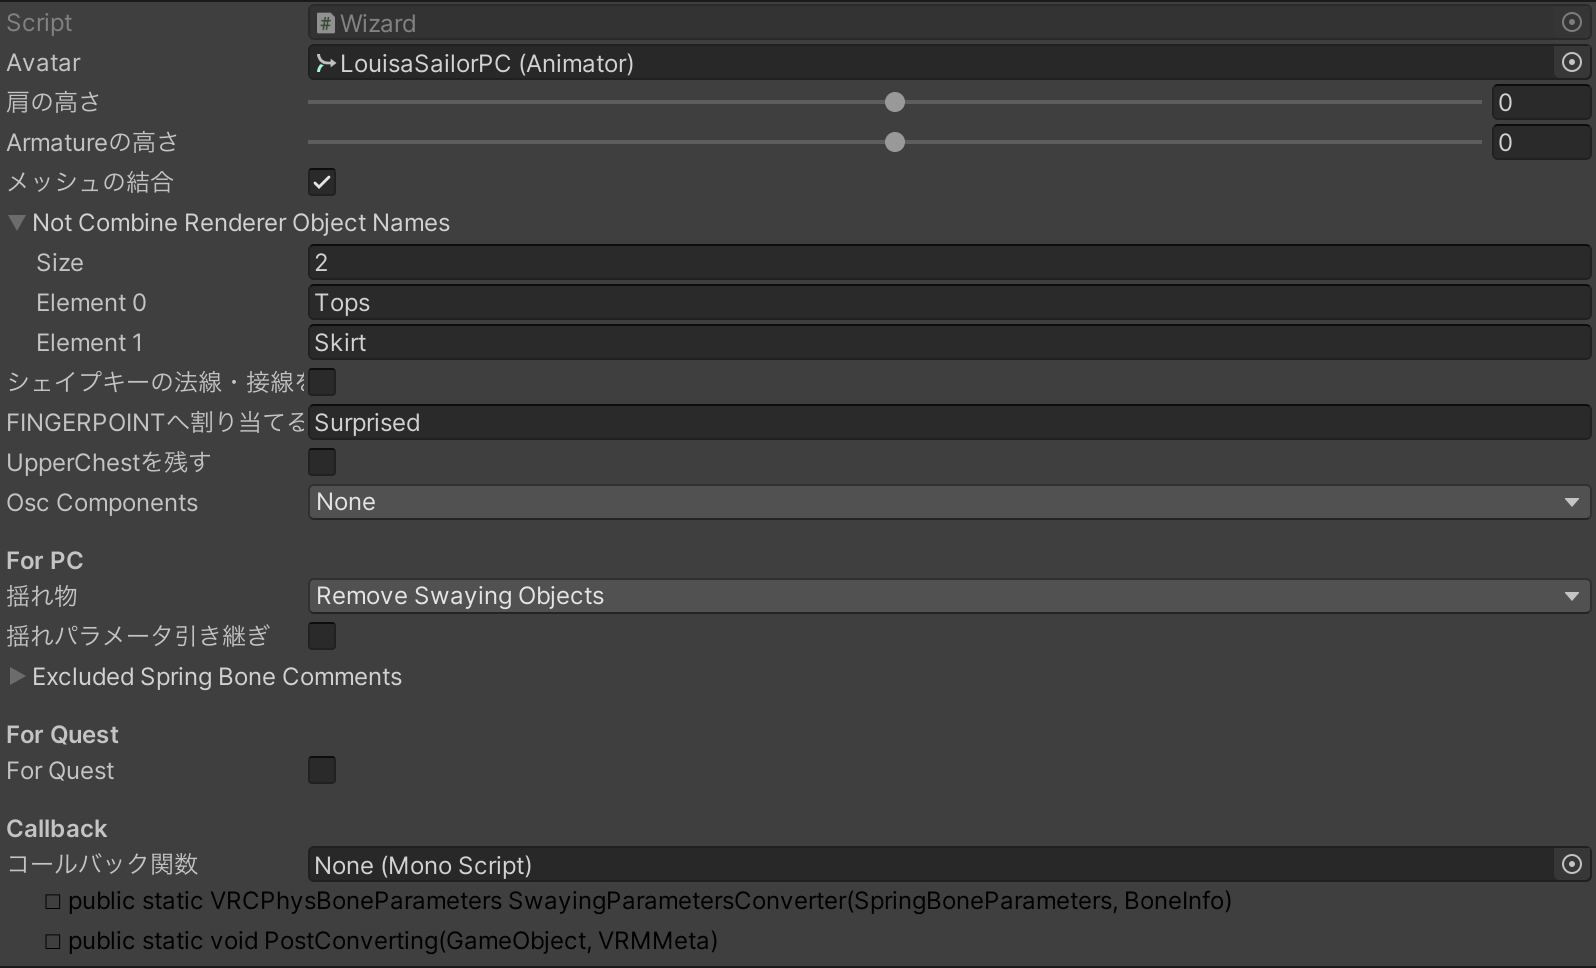 Script Wizard
Avatar LouisaSailorPC (Animator)
肩の高さ 0
Armatureの高さ 0
メッシュの結合
Not Combine Renderer Object Names
Size 2
Element 0 Tops
Element 1 Skirt
シェイプキーの法線・接線を
FINGERPOINTへ割り当てる Surprised
UpperChestを残す
Osc Components None
For PC
揺れ物 Remove Swaying Objects
揺れパラメータ引き継ぎ
Excluded Spring Bone Comments
For Quest
For Quest
Callback
コールバック関数 None (Mono Script)
□ public static VRCPhysBoneParameters SwayingParametersConverter(SpringBoneParameters, BoneInfo)
□ public static void PostConverting(GameObject, VRMMeta)